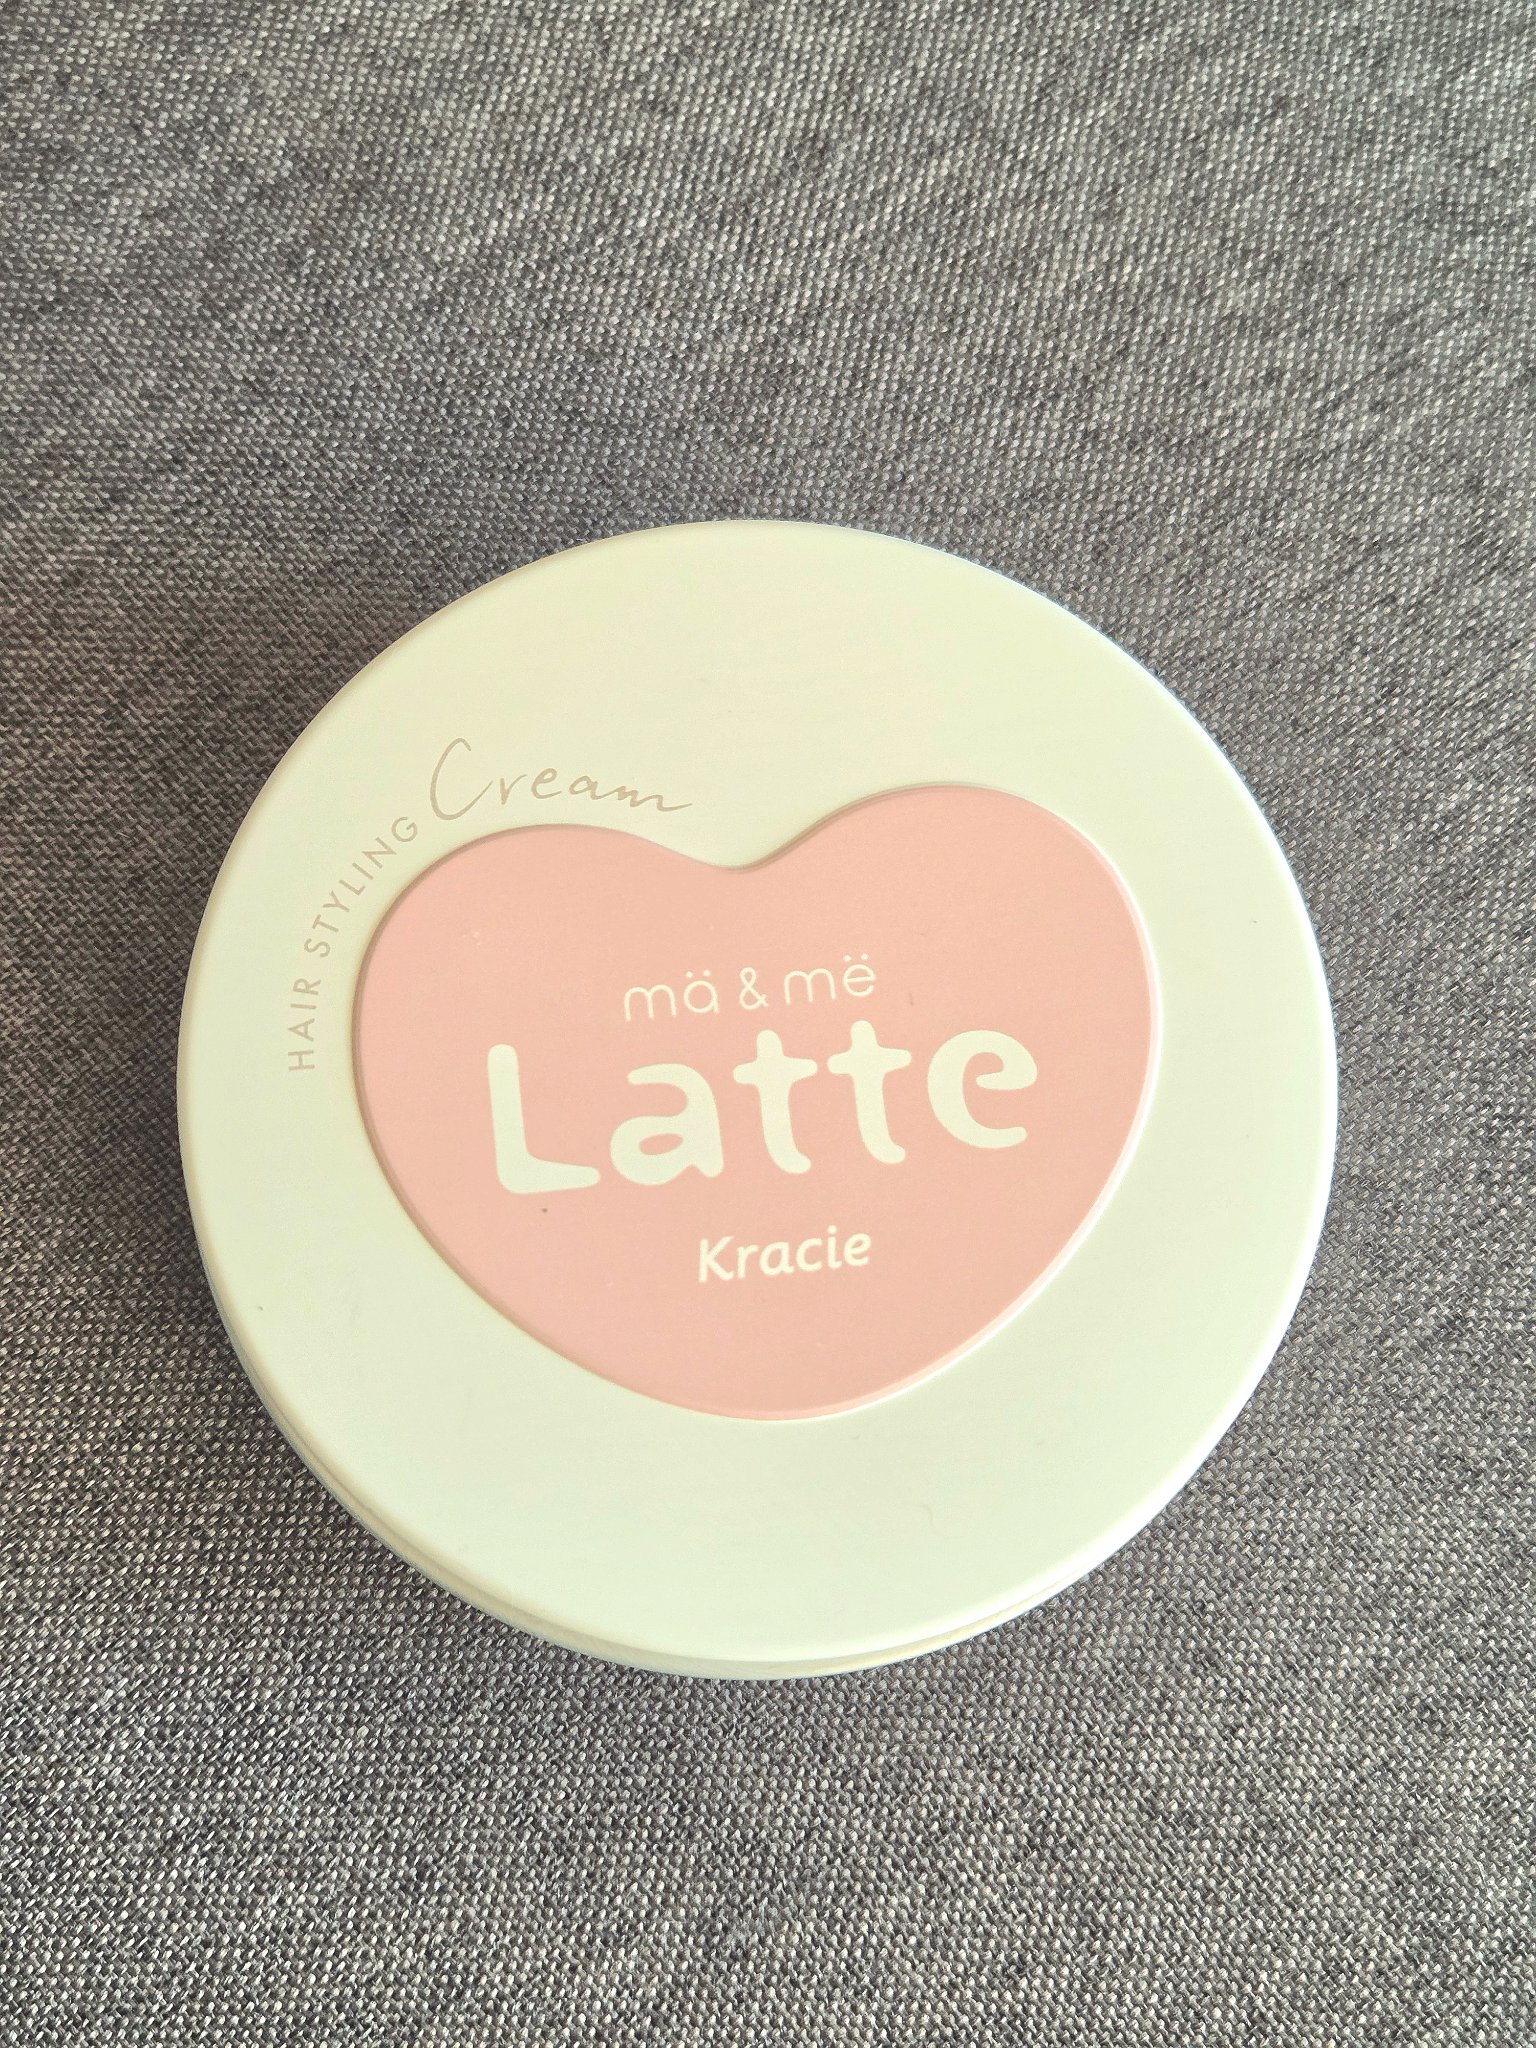 HAIR STYLING Cream
mä & më
Latte
Kracie